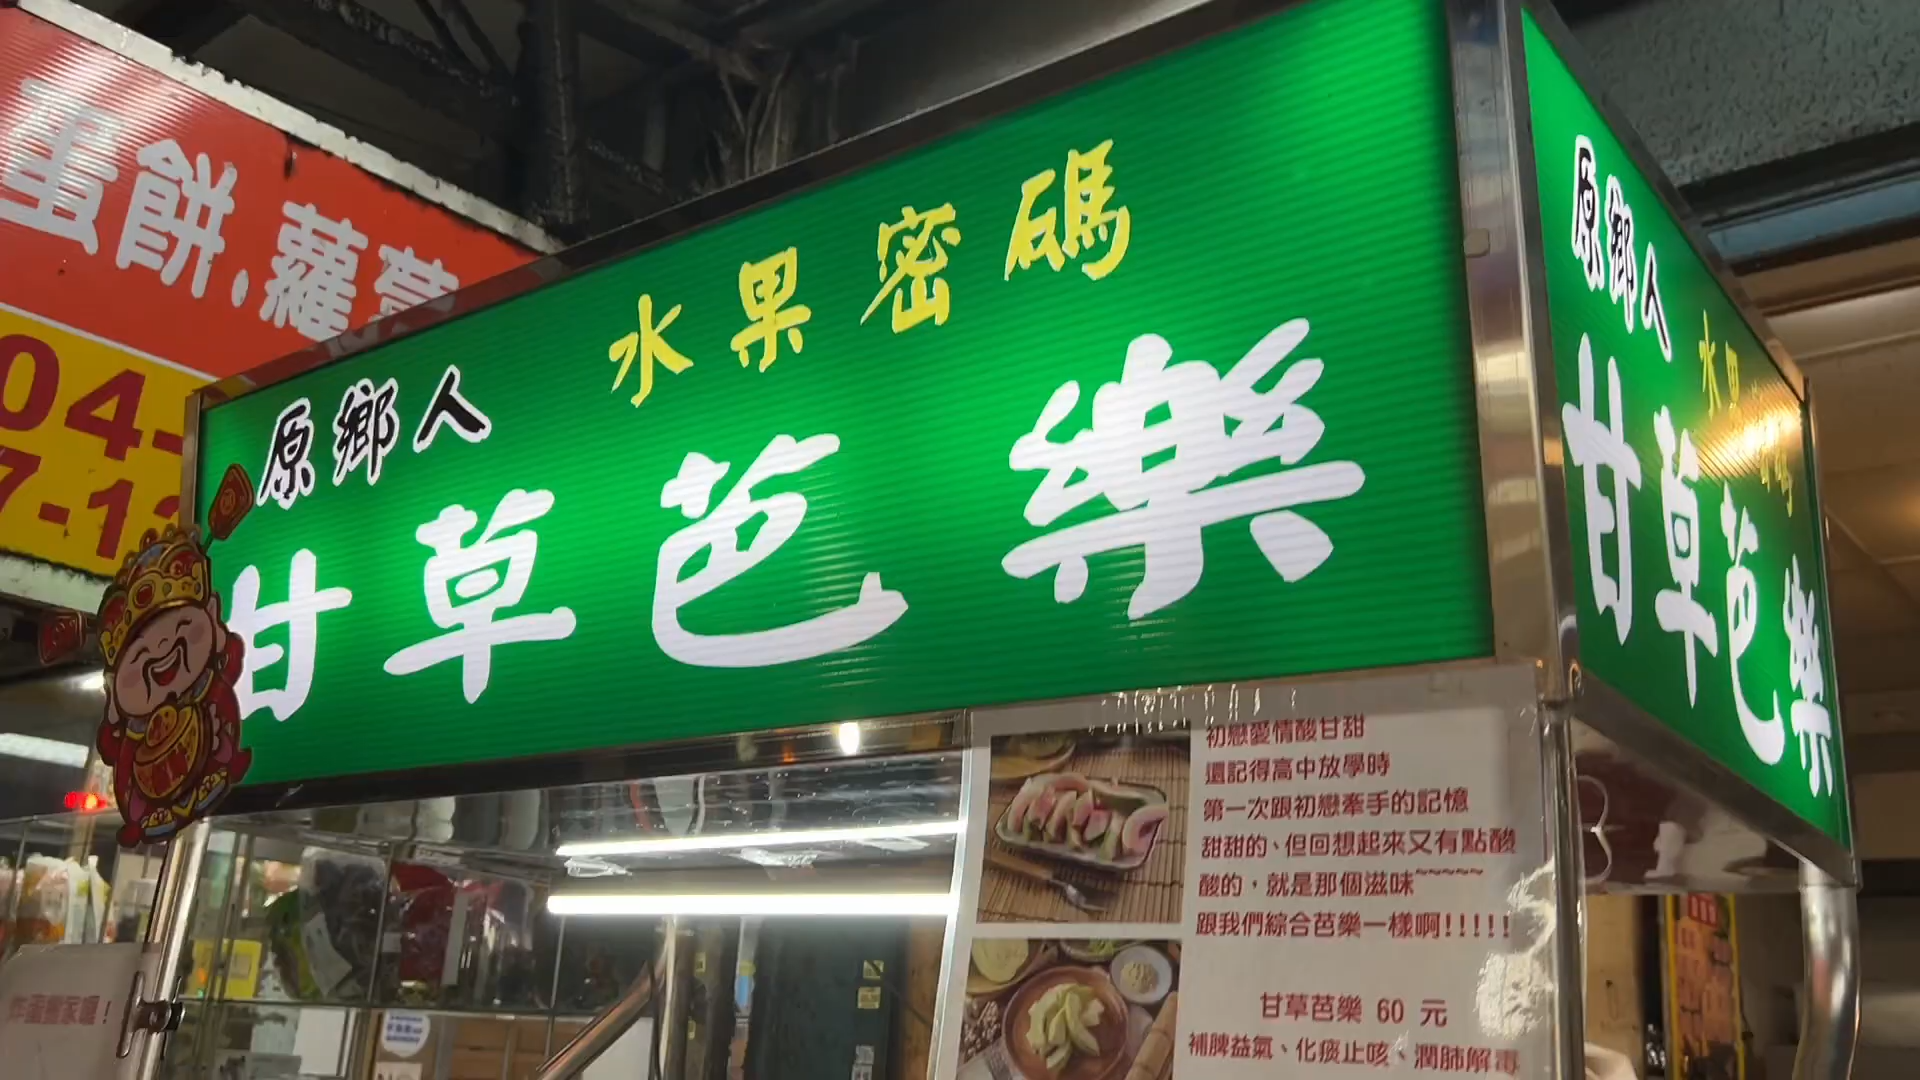 蛋餅,蘿
04-
7-1
原鄉人
水果密碼
甘草芭樂
原鄉人
水果
甘草芭樂
初戀愛情酸甘甜
還記得高中放學時
第一次跟初戀牽手的記憶
甜甜的、但回想起來又有點酸
酸的,就是那個滋味~~~~~
跟我們綜合芭樂一樣啊!!!!!
甘草芭樂 60 元
補脾益氣、化痰止咳、潤肺解毒